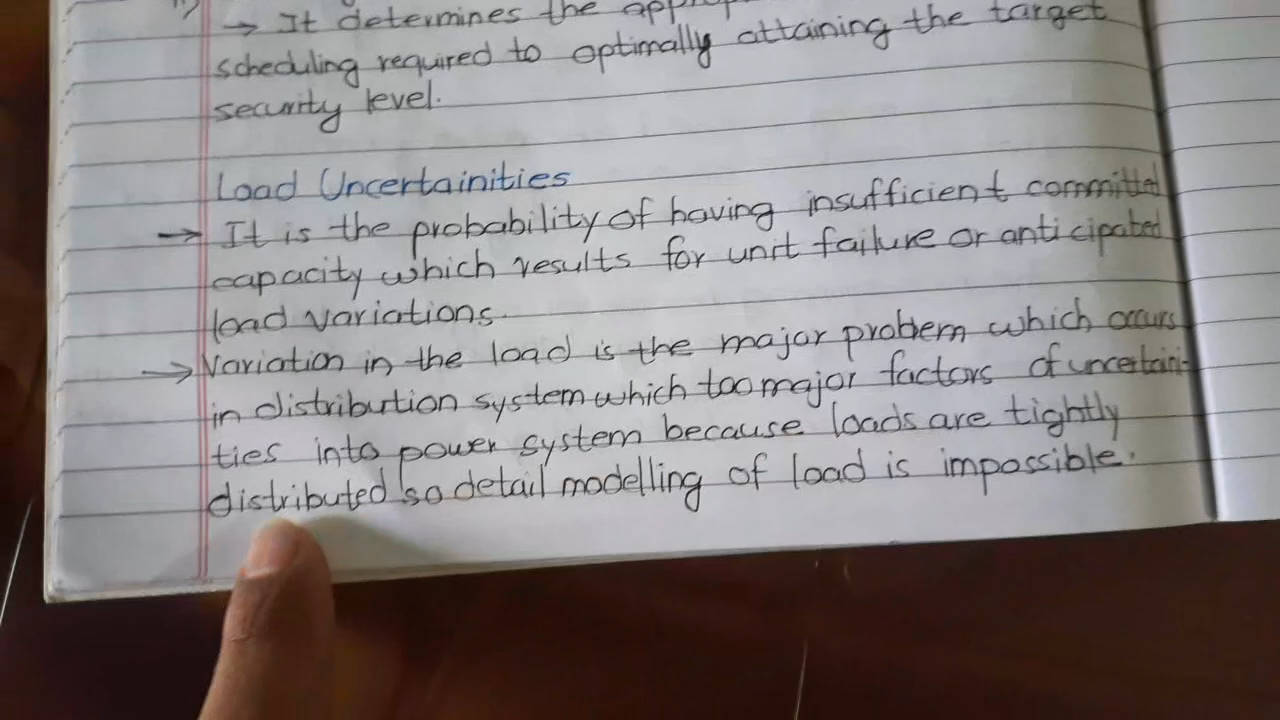 → It determines the
scheduling required to optimally attaining the target
security level.
Load Uncertainities
→ It is the probability of having insufficient committed
capacity which results for unit failure or anticipated
load variations.
→ Variation in the load is the major problem which occurs
in distribution system which too major factors of uncertaini-
ties into power system because loads are tightly
distributed so detail modelling of load is impossible.